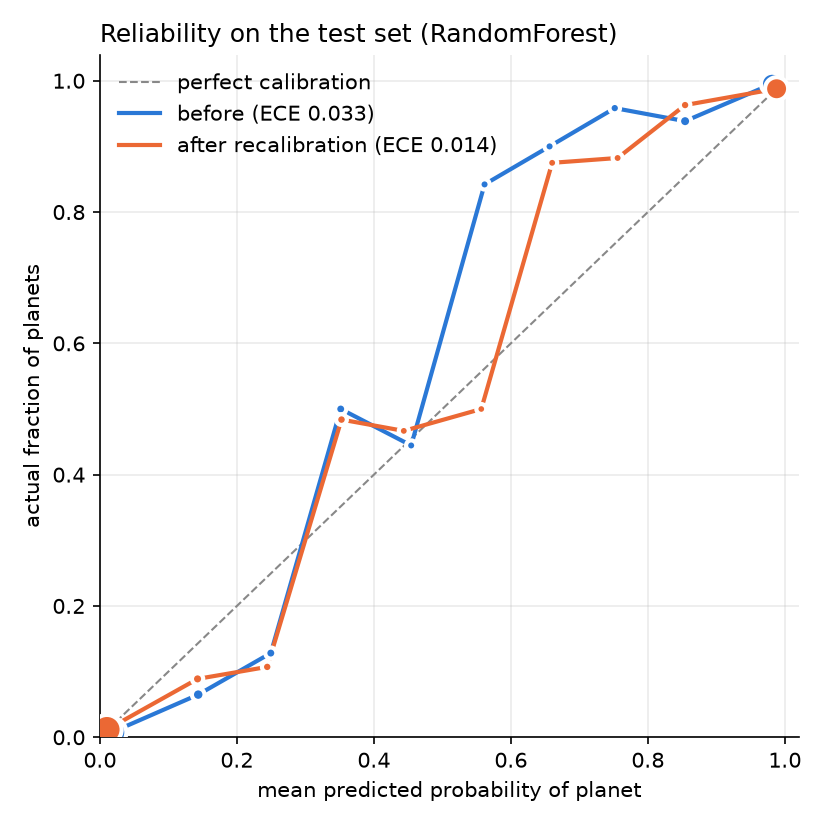 Reliability on the test set (RandomForest)
perfect calibration
before (ECE 0.033)
after recalibration (ECE 0.014)
actual fraction of planets
1.0
0.8
0.6
0.4
0.2
0.0
0.0 0.2 0.4 0.6 0.8 1.0
mean predicted probability of planet